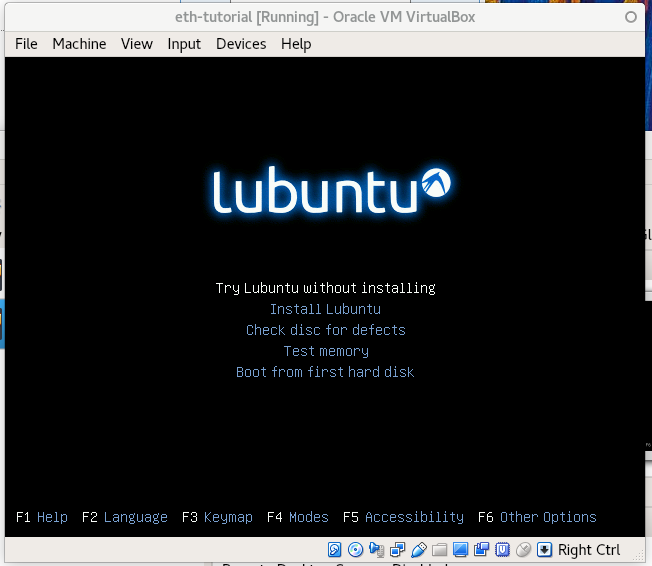 eth-tutorial [Running] - Oracle VM VirtualBox
File Machine View Input Devices Help
lubuntu
Try Lubuntu without installing
Install Lubuntu
Check disc for defects
Test memory
Boot from first hard disk
F1 Help F2 Language F3 Keymap F4 Modes F5 Accessibility F6 Other Options
Right Ctrl